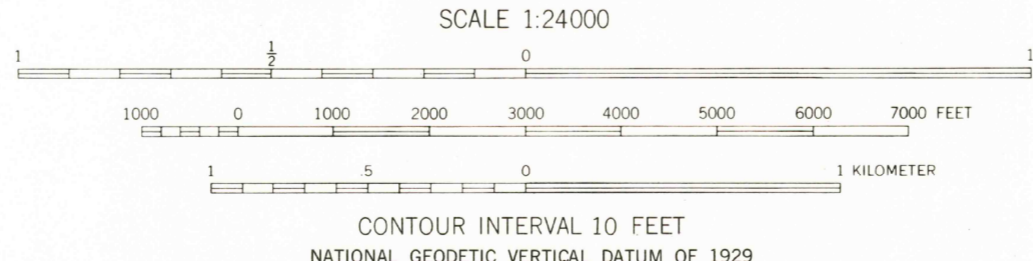 SCALE 1:24000
1 ½ 0 1
1000 0 1000 2000 3000 4000 5000 6000 7000 FEET
1 .5 0 1 KILOMETER
CONTOUR INTERVAL 10 FEET
NATIONAL GEODETIC VERTICAL DATUM OF 1929